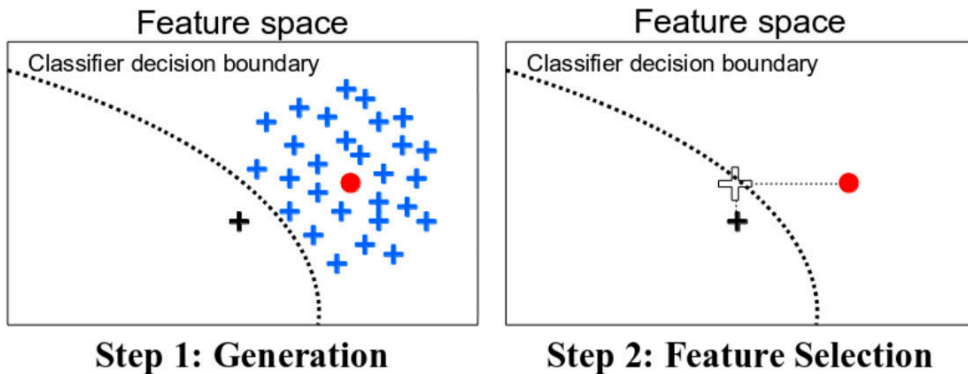 Feature space
Classifier decision boundary
Step 1: Generation
Feature space
Classifier decision boundary
Step 2: Feature Selection